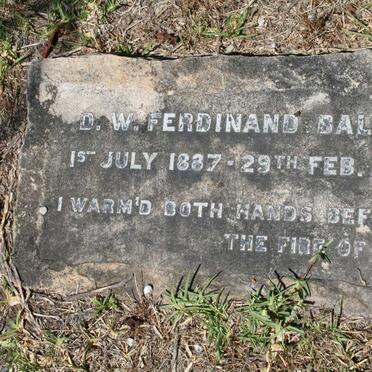 D. W. FERDINAND BAL
1ST JULY 1887 - 29TH FEB.
I WARM'D BOTH HANDS BEF
THE FIRE OF